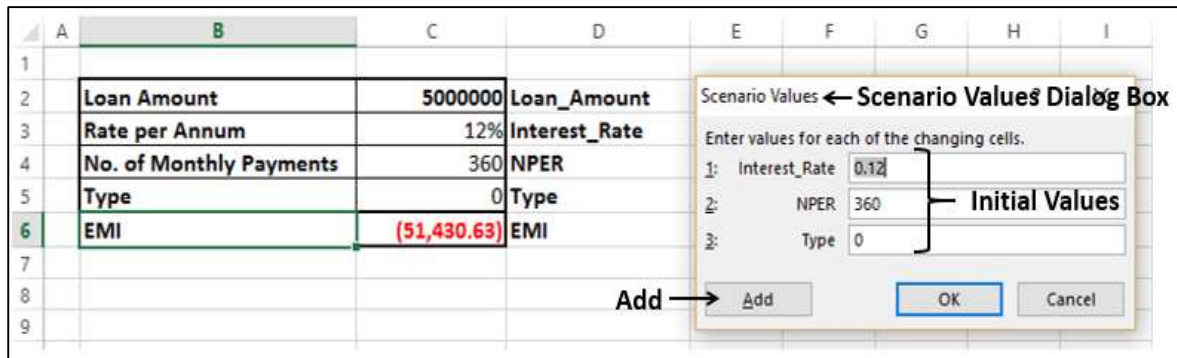 A B C D E F G H I
1
2 Loan Amount 5000000 Loan_Amount
3 Rate per Annum 12% Interest_Rate
4 No. of Monthly Payments 360 NPER
5 Type 0 Type
6 EMI (51,430.63) EMI
7
8
9
Scenario Values Scenario Values Dialog Box ? X
Enter values for each of the changing cells.
1: Interest_Rate 0.12
2: NPER 360
3: Type 0
Initial Values
Add Add OK Cancel